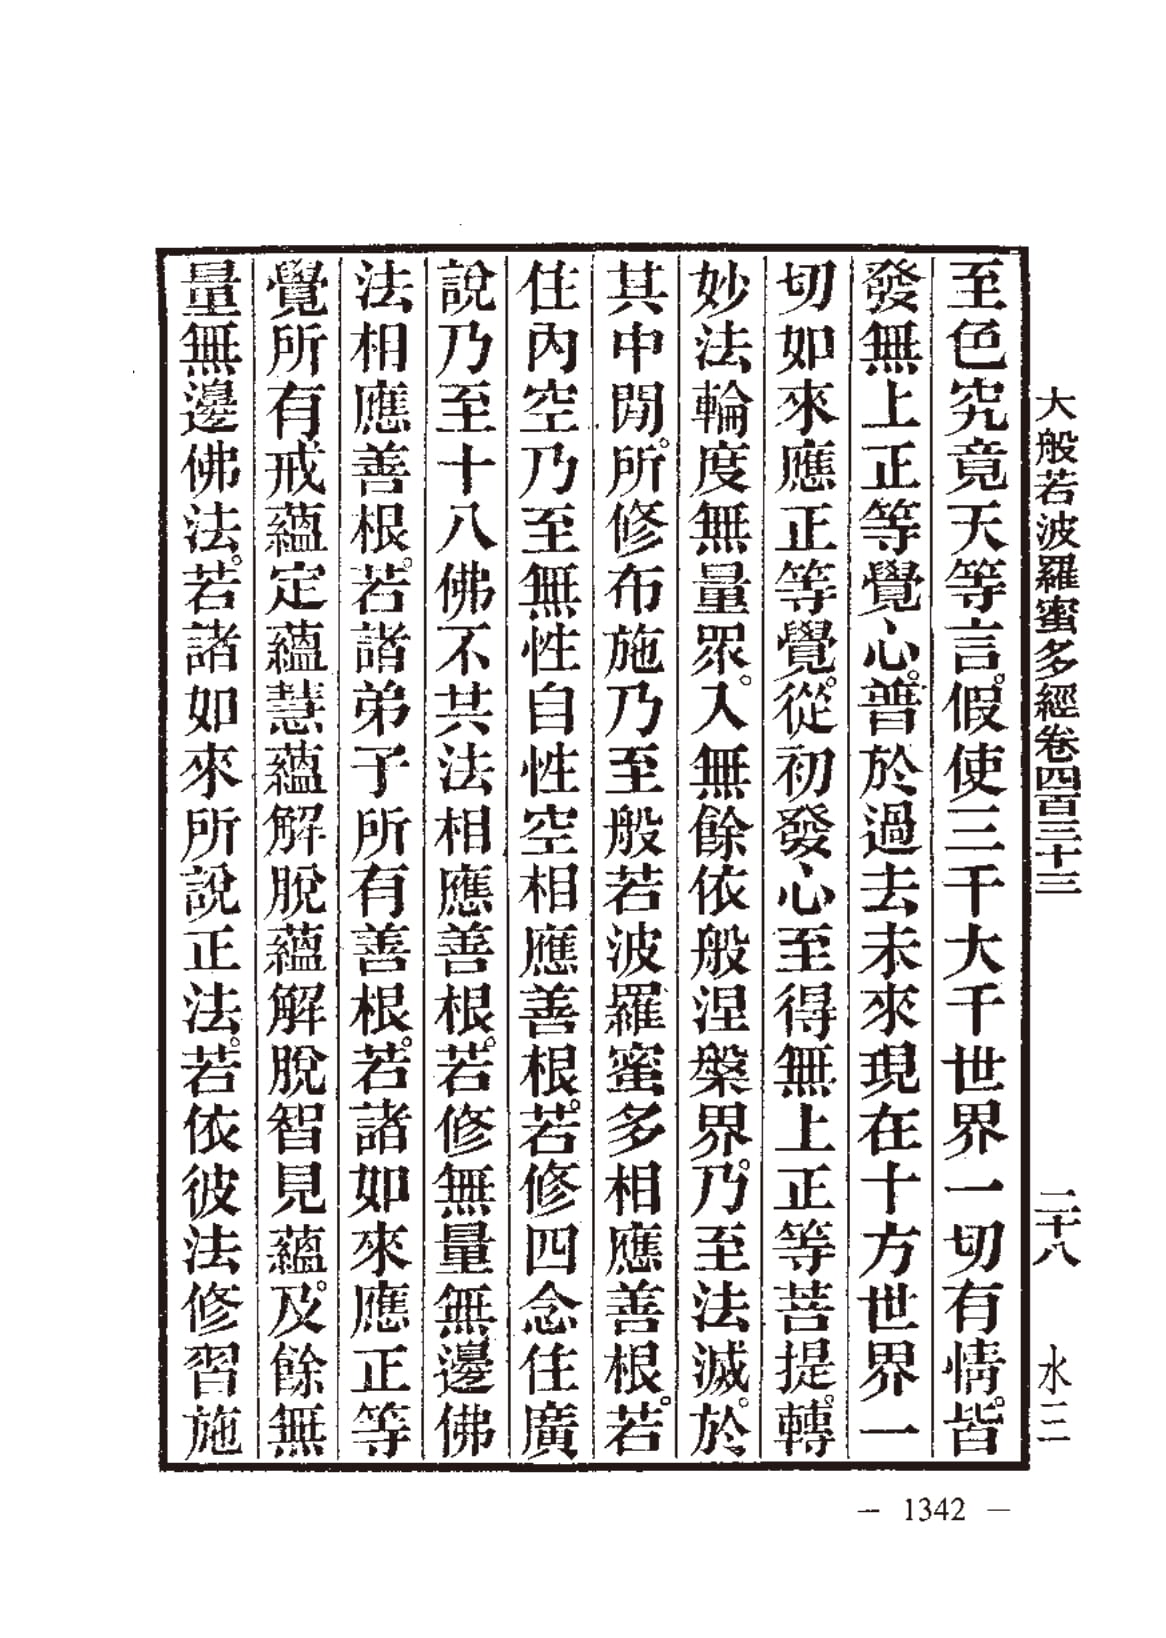 大般若波羅蜜多經卷四百三十三 二十八 水三
至色究竟天等言。假使三千大千世界一切有情。皆
發無上正等覺心。普於過去未來現在十方世界一
切如來應正等覺。從初發心至得無上正等菩提。轉
妙法輪度無量眾。入無餘依般涅槃界。乃至法滅。於
其中閒。所修布施乃至般若波羅蜜多相應善根。若
住內空乃至無性自性空相應善根。若修四念住廣
說乃至十八佛不共法相應善根。若修無量無邊佛
法相應善根。若諸弟子所有善根。若諸如來應正等
覺所有戒蘊定蘊慧蘊解脫蘊解脫智見蘊。及餘無
量無邊佛法。若諸如來所說正法。若依彼法修習施
— 1342 —